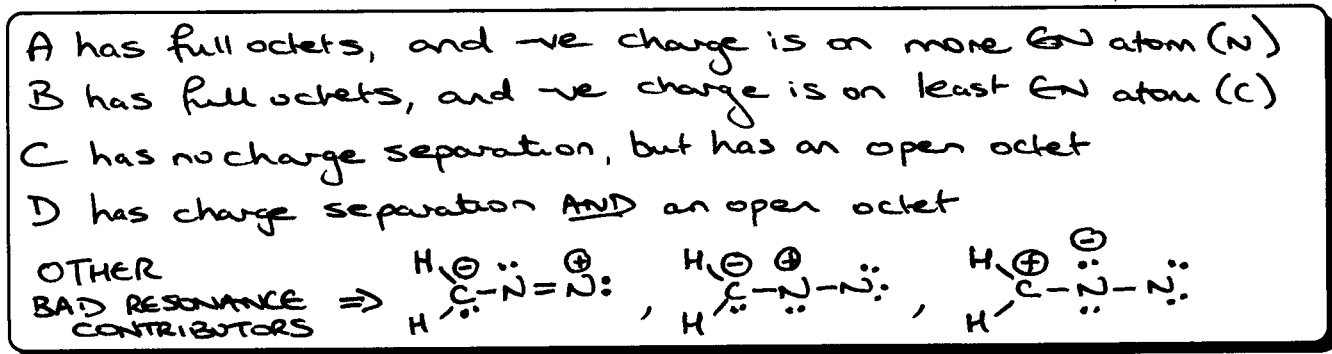 A has full octets, and -ve charge is on more EN atom (N)
B has full octets, and -ve charge is on least EN atom (C)
C has no charge separation, but has an open octet
D has charge separation AND an open octet
OTHER
BAD RESONANCE ⇒
CONTRIBUTORS
H ⊖ ⊕
C-N=N:
H
,
H ⊖ ⊕
C-N-N:
H
,
H ⊕ ⊖
C-N-N:
H